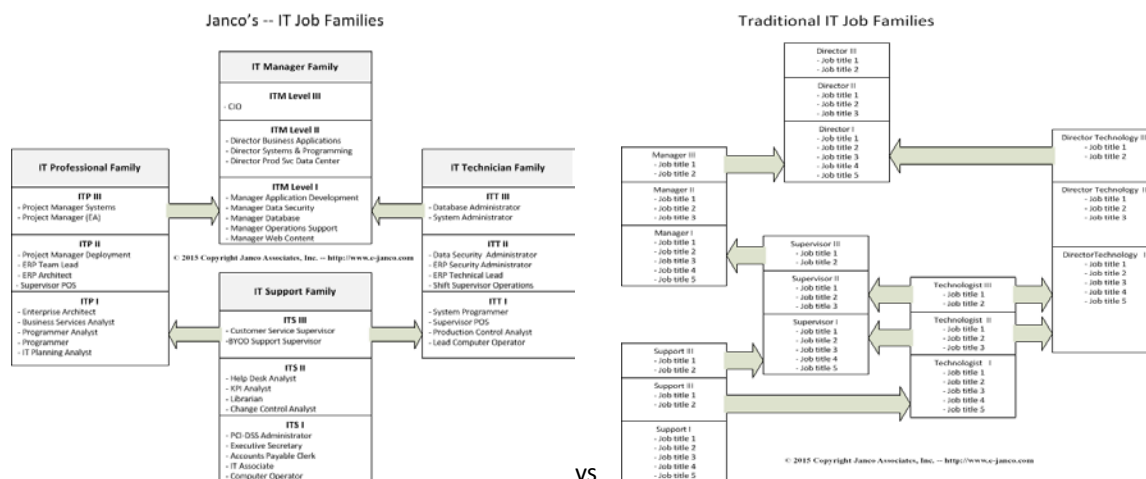 Janco's -- IT Job Families
IT Manager Family
ITM Level III
- CIO
ITM Level II
- Director Business Applications
- Director Systems & Programming
- Director Prod Svc Data Center
ITM Level I
- Manager Application Development
- Manager Data Security
- Manager Database
- Manager Operations Support
- Manager Web Content
IT Professional Family
ITP III
- Project Manager Systems
- Project Manager (EA)
ITP II
- Project Manager Deployment
- ERP Team Lead
- ERP Architect
- Supervisor POS
ITP I
- Enterprise Architect
- Business Services Analyst
- Programmer Analyst
- Programmer
- IT Planning Analyst
IT Technician Family
ITT III
- Database Administrator
- System Administrator
ITT II
- Data Security Administrator
- ERP Security Administrator
- ERP Technical Lead
- Shift Supervisor Operations
ITT I
- System Programmer
- Supervisor POS
- Production Control Analyst
- Lead Computer Operator
© 2015 Copyright Janco Associates, Inc. -- http://www.e-janco.com
IT Support Family
ITS III
- Customer Service Supervisor
-BYOD Support Supervisor
ITS II
- Help Desk Analyst
- KPI Analyst
- Librarian
- Change Control Analyst
ITS I
- PCI-DSS Administrator
- Executive Secretary
- Accounts Payable Clerk
- IT Associate
- Computer Operator
vs
Traditional IT Job Families
Director III
- Job title 1
- Job title 2
Director II
- Job title 1
- Job title 2
- Job title 3
Director I
- Job title 1
- Job title 2
- Job title 3
- Job title 4
- Job title 5
Manager III
- Job title 1
- Job title 2
Manager II
- Job title 1
- Job title 2
- Job title 3
Manager I
- Job title 1
- Job title 2
- Job title 3
- Job title 4
- Job title 5
Supervisor III
- Job title 1
- Job title 2
Supervisor II
- Job title 1
- Job title 2
- Job title 3
Supervisor I
- Job title 1
- Job title 2
- Job title 3
- Job title 4
- Job title 5
Director Technology III
- Job title 1
- Job title 2
Director Technology II
- Job title 1
- Job title 2
- Job title 3
DirectorTechnology I
- Job title 1
- Job title 2
- Job title 3
- Job title 4
- Job title 5
Technologist III
- Job title 1
- Job title 2
Technologist II
- Job title 1
- Job title 2
- Job title 3
Technologist I
- Job title 1
- Job title 2
- Job title 3
- Job title 4
- Job title 5
Support III
- Job title 1
- Job title 2
Support III
- Job title 1
- Job title 2
Support I
- Job title 1
- Job title 2
- Job title 3
- Job title 4
- Job title 5
© 2015 Copyright Janco Associates, Inc. -- http://www.e-janco.com